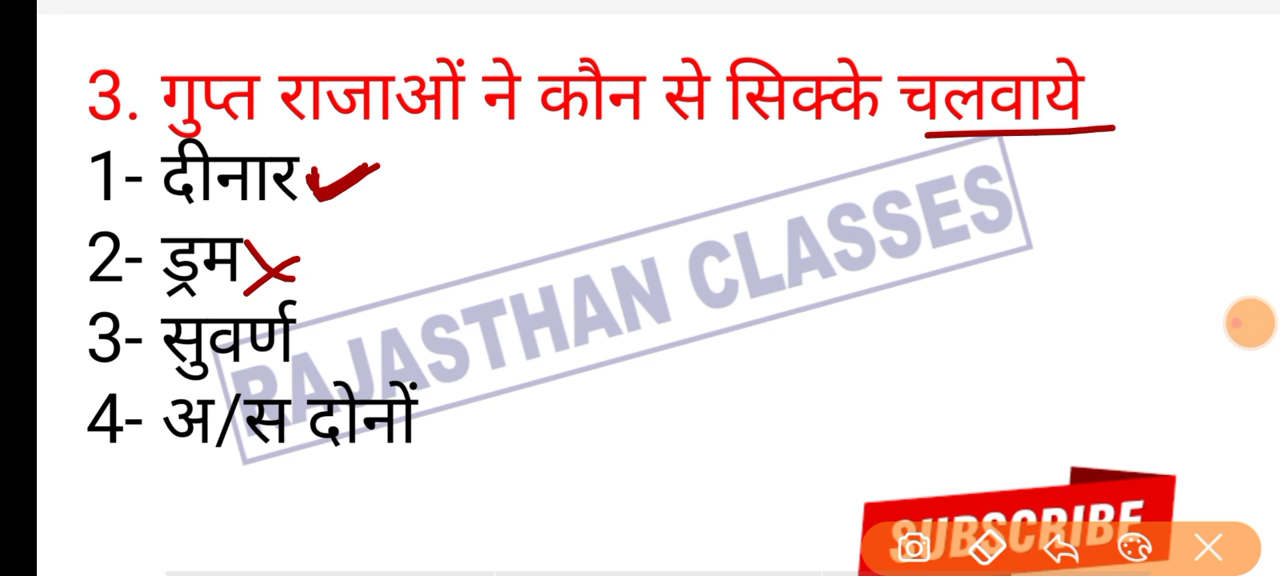 3. गुप्त राजाओं ने कौन से सिक्के चलवाये
1- दीनार
2- ड्रम
3- सुवर्ण
4- अ/स दोनों
RAJASTHAN CLASSES
SUBSCRIBE